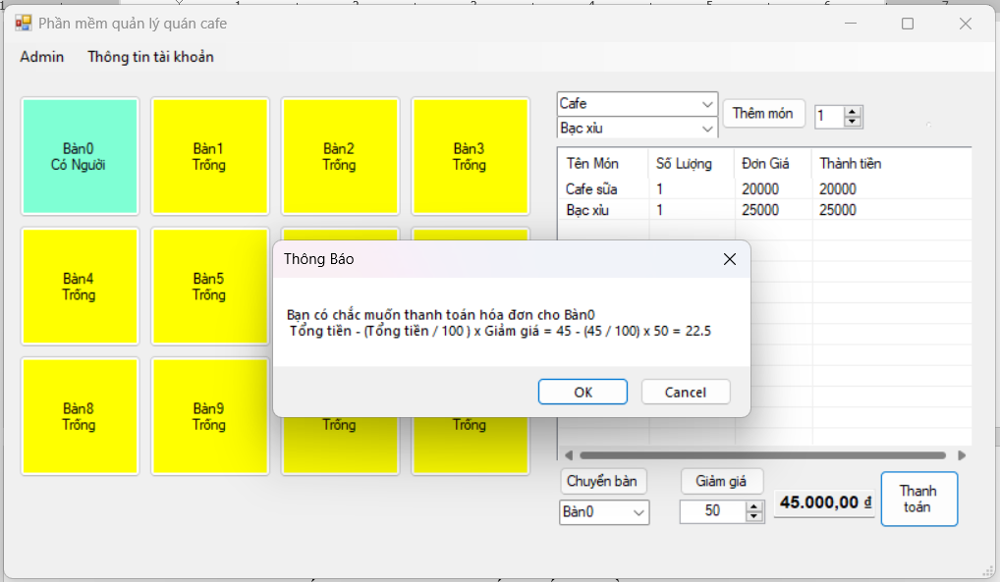 Phần mềm quản lý quán cafe
Admin Thông tin tài khoản
Bàn0
Có Người
Bàn1
Trống
Bàn2
Trống
Bàn3
Trống
Bàn4
Trống
Bàn5
Trống
Bàn8
Trống
Bàn9
Trống
Trống
Trống
Cafe
Bạc xỉu
Thêm món
1
Tên Món Số Lượng Đơn Giá Thành tiền
Cafe sữa 1 20000 20000
Bạc xỉu 1 25000 25000
Thông Báo
Bạn có chắc muốn thanh toán hóa đơn cho Bàn0
Tổng tiền - (Tổng tiền / 100 ) x Giảm giá = 45 - (45 / 100) x 50 = 22.5
OK Cancel
Chuyển bàn
Bàn0
Giảm giá
50
45.000,00 ₫
Thanh
toán